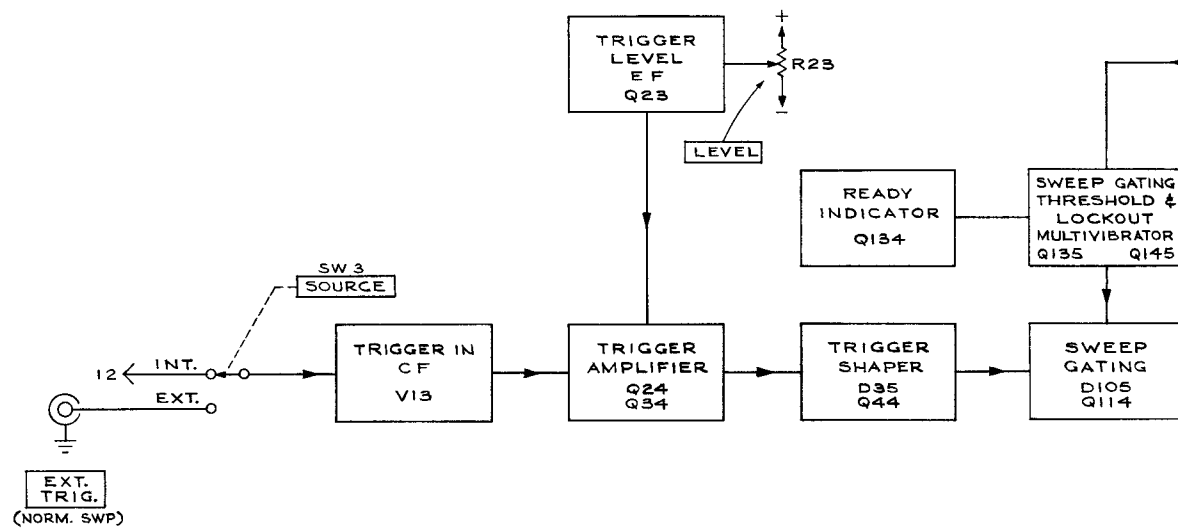 TRIGGER
LEVEL
EF
Q23
+
R23
−
LEVEL
READY
INDICATOR
Q134
SWEEP GATING
THRESHOLD &
LOCKOUT
MULTIVIBRATOR
Q135 Q145
SW3
SOURCE
12 INT.
EXT.
TRIGGER IN
CF
V13
TRIGGER
AMPLIFIER
Q24
Q34
TRIGGER
SHAPER
D35
Q44
SWEEP
GATING
D105
Q114
EXT.
TRIG.
(NORM. SWP)